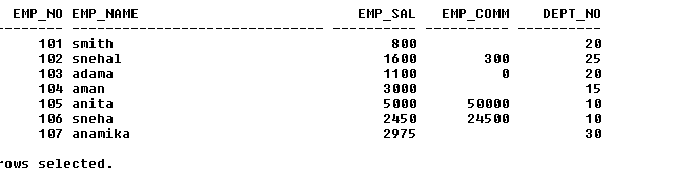 EMP_NO EMP_NAME EMP_SAL EMP_COMM DEPT_NO
-------- ------------------------------ ---------- ---------- ----------
101 smith 800 20
102 snehal 1600 300 25
103 adama 1100 0 20
104 aman 3000 15
105 anita 5000 50000 10
106 sneha 2450 24500 10
107 anamika 2975 30
rows selected.